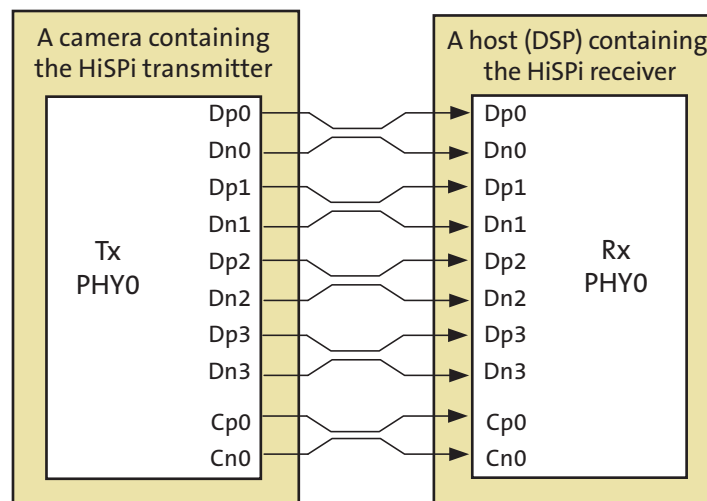 A camera containing
the HiSPi transmitter
A host (DSP) containing
the HiSPi receiver
Tx
PHY0
Dp0
Dn0
Dp1
Dn1
Dp2
Dn2
Dp3
Dn3
Cp0
Cn0
Dp0
Dn0
Dp1
Dn1
Dp2
Dn2
Dp3
Dn3
Cp0
Cn0
Rx
PHY0